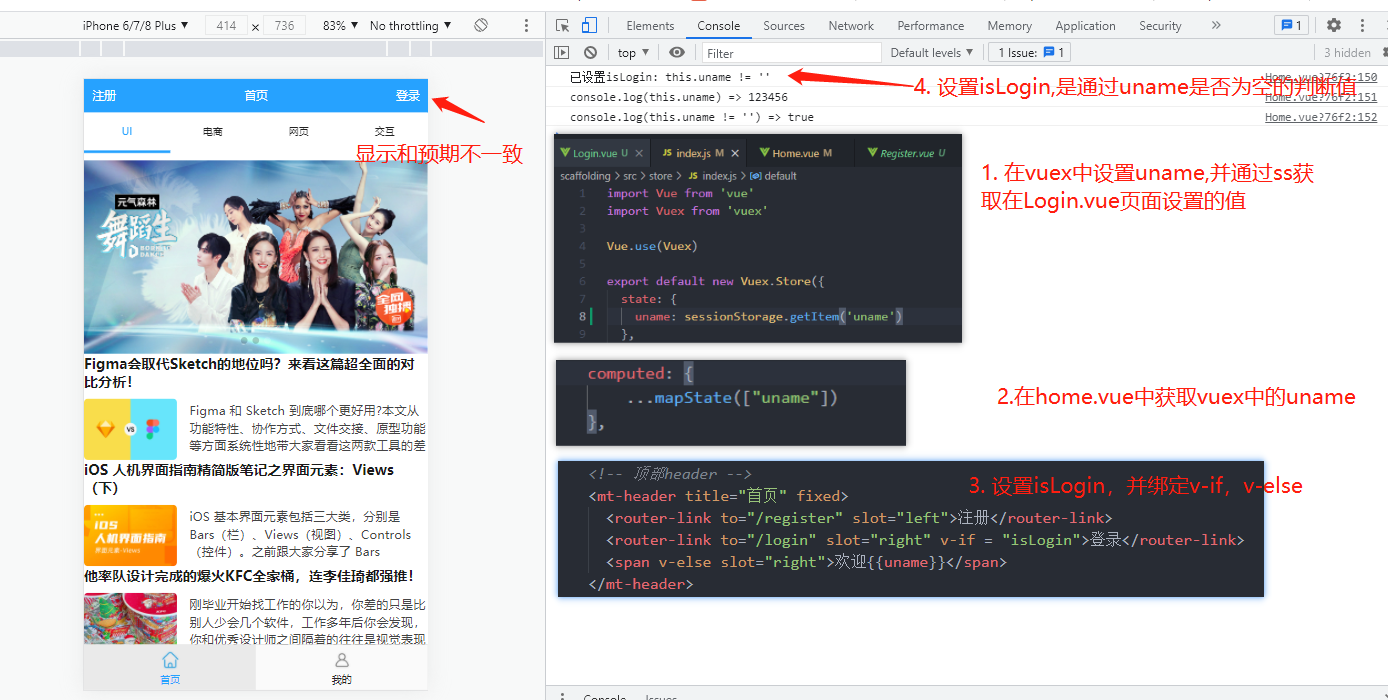 iPhone 6/7/8 Plus ▼ 414 × 736 83% ▼ No throttling ▼
Elements Console Sources Network Performance Memory Application Security » 1
top ▼ Filter Default levels ▼ 1 Issue: 1 3 hidden
已设置isLogin: this.uname != '' Home.vue?76f2:150
console.log(this.uname) => 123456 Home.vue?76f2:151
console.log(this.uname != '') => true Home.vue?76f2:152
4. 设置isLogin,是通过uname是否为空的判断值
注册 首页 登录
UI 电商 网页 交互
显示和预期不一致
元气森林
舞蹈生
BORN TO DANCE
全网
独播
Figma会取代Sketch的地位吗？来看这篇超全面的对
比分析！
VS
Figma 和 Sketch 到底哪个更好用?本文从
功能特性、协作方式、文件交接、原型功能
等方面系统性地带大家看看这两款工具的差
iOS 人机界面指南精简版笔记之界面元素：Views
（下）
iOS
人机界面指南
界面元素-Views
iOS 基本界面元素包括三大类，分别是
Bars（栏）、Views（视图）、Controls
（控件）。之前跟大家分享了 Bars
他率队设计完成的爆火KFC全家桶，连李佳琦都强推！
刚毕业开始找工作的你以为，你差的只是比
别人少会几个软件，工作多年后你会发现，
你和优秀设计师之间隔着的往往是视觉表现
首页 我的
Login.vue U × index.js M × Home.vue M Register.vue U
scaffolding > src > store > JS index.js > default
1 import Vue from 'vue'
2 import Vuex from 'vuex'
3
4 Vue.use(Vuex)
5
6 export default new Vuex.Store({
7 state: {
8 uname: sessionStorage.getItem('uname')
9 },
1. 在vuex中设置uname,并通过ss获
取在Login.vue页面设置的值
computed: {
...mapState(["uname"])
},
2.在home.vue中获取vuex中的uname
<!-- 顶部header -->
<mt-header title="首页" fixed>
<router-link to="/register" slot="left">注册</router-link>
<router-link to="/login" slot="right" v-if = "isLogin">登录</router-link>
<span v-else slot="right">欢迎{{uname}}</span>
</mt-header>
3. 设置isLogin，并绑定v-if，v-else
Console Issues